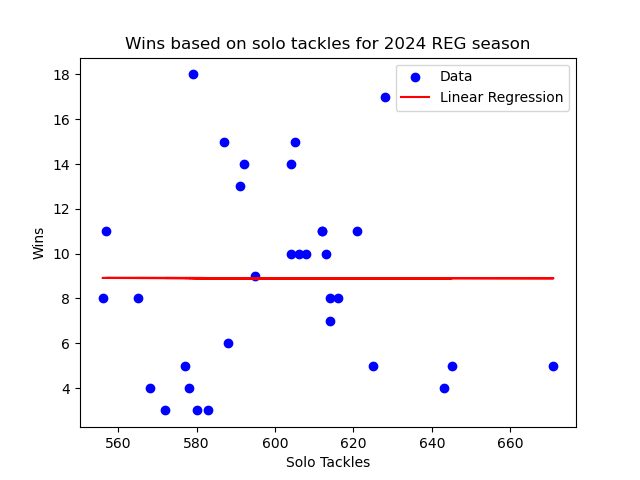 Wins based on solo tackles for 2024 REG season
Data
Linear Regression
18
16
14
12
10
8
6
4
Wins
560
580
600
620
640
660
Solo Tackles